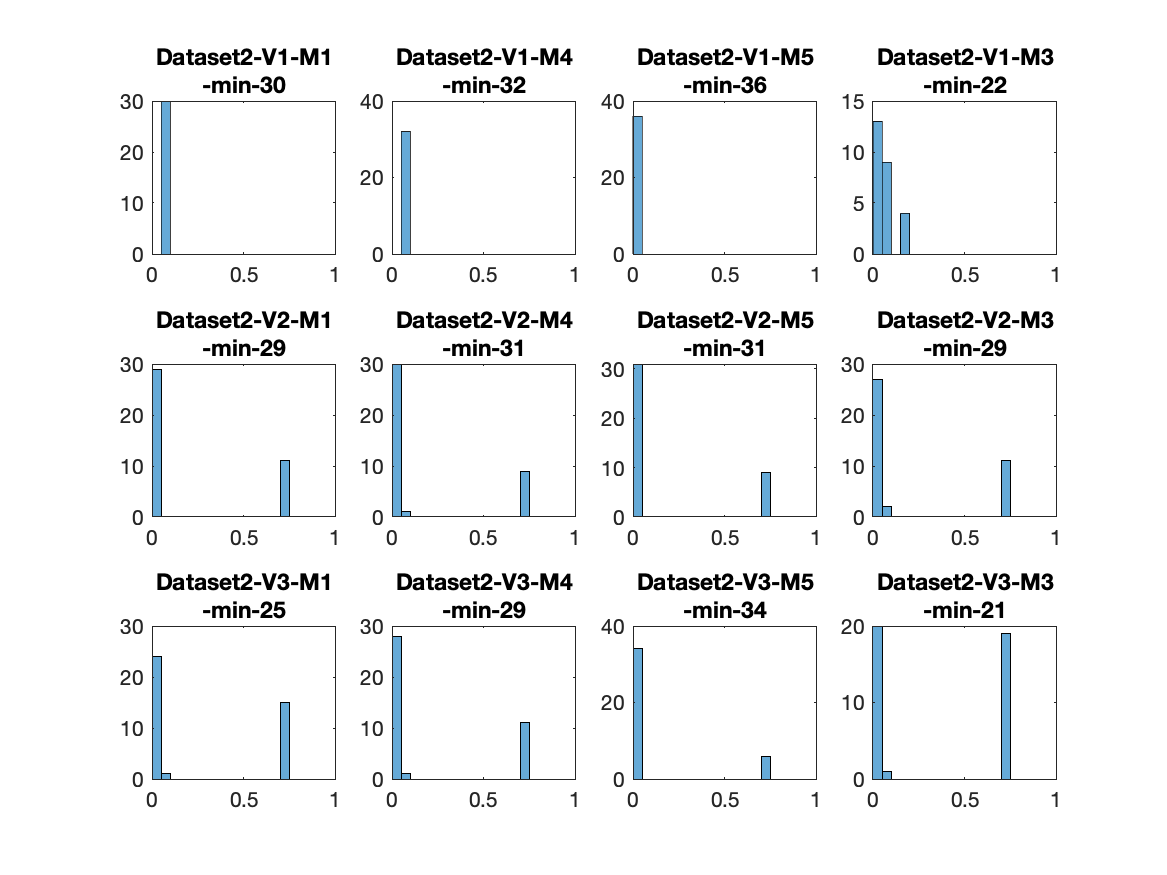 Dataset2-V1-M1
-min-30
Dataset2-V1-M4
-min-32
Dataset2-V1-M5
-min-36
Dataset2-V1-M3
-min-22
30
20
10
0
0 0.5 1
40
20
0
0 0.5 1
40
20
0
0 0.5 1
15
10
5
0
0 0.5 1
Dataset2-V2-M1
-min-29
Dataset2-V2-M4
-min-31
Dataset2-V2-M5
-min-31
Dataset2-V2-M3
-min-29
30
20
10
0
0 0.5 1
30
20
10
0
0 0.5 1
30
20
10
0
0 0.5 1
30
20
10
0
0 0.5 1
Dataset2-V3-M1
-min-25
Dataset2-V3-M4
-min-29
Dataset2-V3-M5
-min-34
Dataset2-V3-M3
-min-21
30
20
10
0
0 0.5 1
30
20
10
0
0 0.5 1
40
20
0
0 0.5 1
20
10
0
0 0.5 1